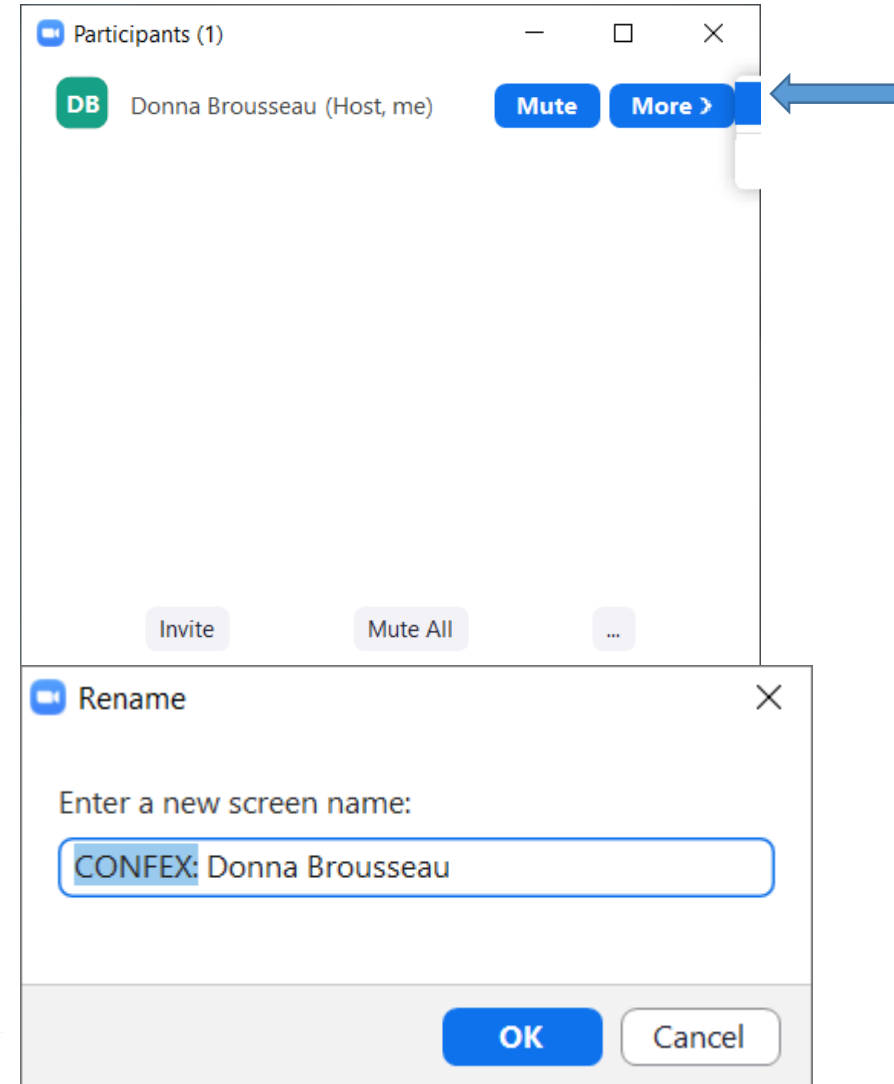 Participants (1)
DB Donna Brousseau (Host, me) Mute More >
Invite Mute All ...
Rename
Enter a new screen name:
CONFEX: Donna Brousseau
OK Cancel